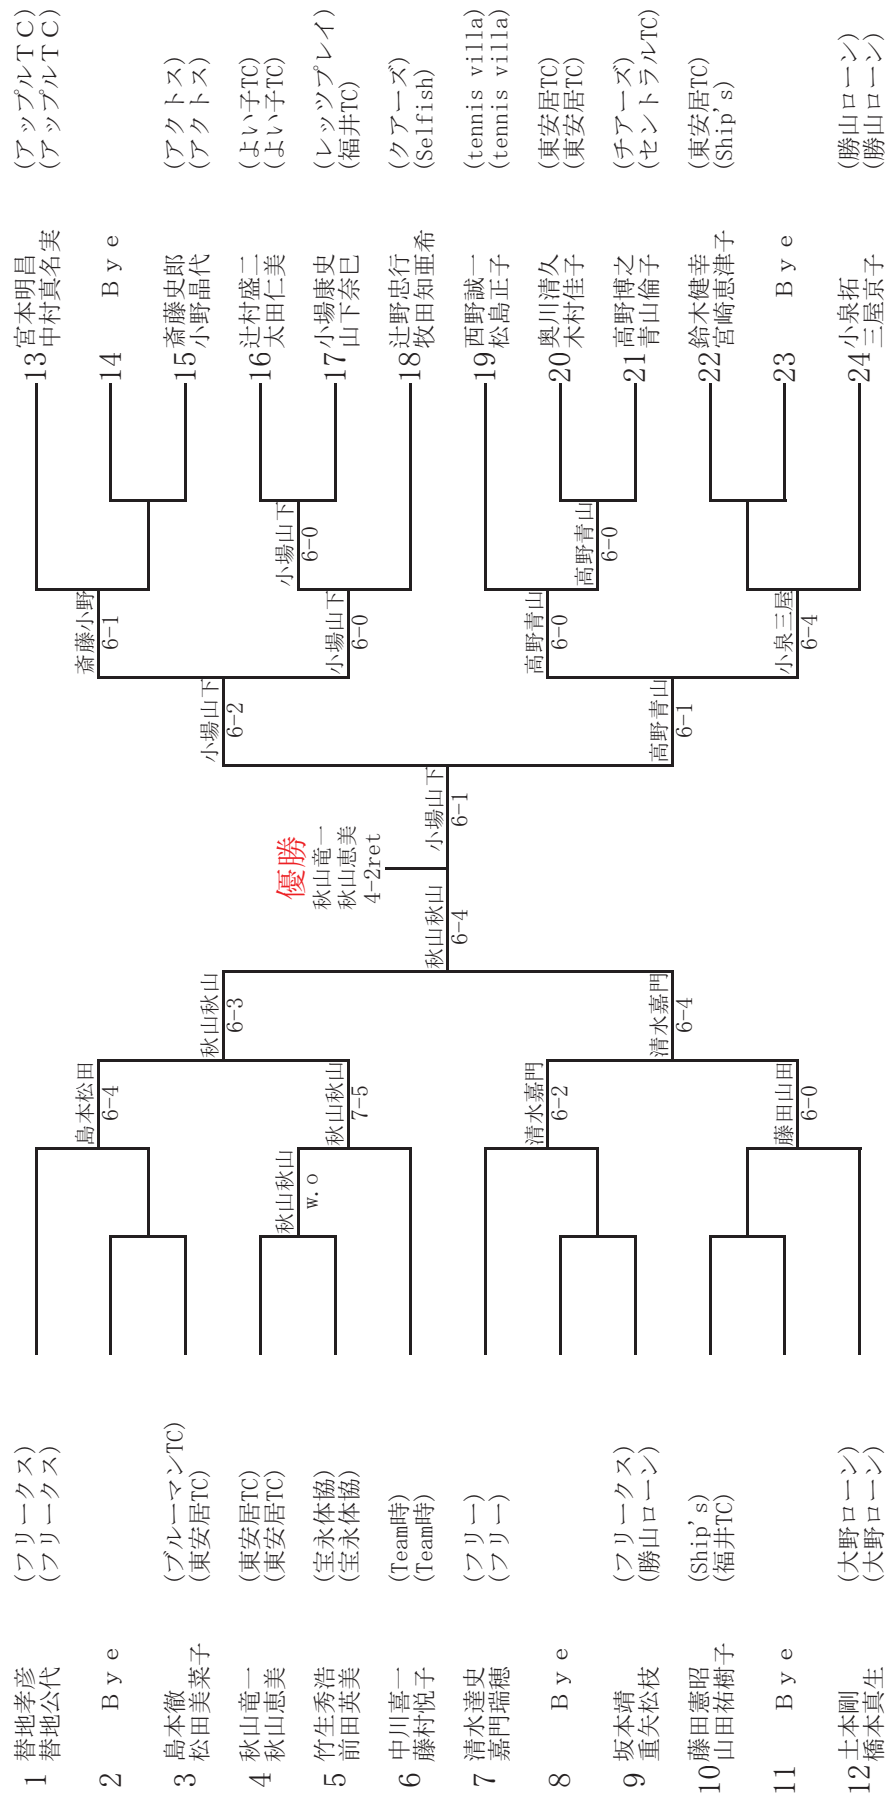 1 替地孝彦 (フリークス)
替地公代 (フリークス)
2 Bye
3 島本徹 (ブルーマンTC)
松田美菜子 (東安居TC)
4 秋山竜一 (東安居TC)
秋山恵美 (東安居TC)
5 竹生秀浩 (宝永体協)
前田英美 (宝永体協)
6 中川喜一 (Team時)
藤村悦子 (Team時)
7 清水達史 (フリー)
嘉門瑞穂 (フリー)
8 Bye
9 坂本靖 (フリークス)
重矢松枝 (勝山ローン)
10 藤田憲昭 (Ship's)
山田祐樹子 (福井TC)
11 Bye
12 土本剛 (大野ローン)
橋本真生 (大野ローン)
島本松田
6-4
秋山秋山
w.o
秋山秋山
7-5
清水嘉門
6-2
藤田山田
6-0
秋山秋山
6-3
清水嘉門
6-4
秋山秋山
6-4
優勝
秋山竜一
秋山恵美
4-2ret
小場山下
6-1
小場山下
6-2
高野青山
6-1
斎藤小野
6-1
小場山下
6-0
高野青山
6-0
小泉三屋
6-4
小場山下
6-0
高野青山
6-0
13 宮本明昌 (アップルTC)
中村真名実 (アップルTC)
14 Bye
15 斎藤史郎 (アクトス)
小野晶代 (アクトス)
16 辻村盛二 (よい子TC)
太田仁美 (よい子TC)
17 小場康史 (レッツプレイ)
山下奈巳 (福井TC)
18 辻野忠行 (クアーズ)
牧田知亜希 (Selfish)
19 西野誠一 (tennis villa)
松島正子 (tennis villa)
20 奥川清久 (東安居TC)
木村佳子 (東安居TC)
21 高野博之 (チアーズ)
青山倫子 (セントラルTC)
22 鈴木健幸 (東安居TC)
宮崎恵津子 (Ship's)
23 Bye
24 小泉拓 (勝山ローン)
三屋京子 (勝山ローン)